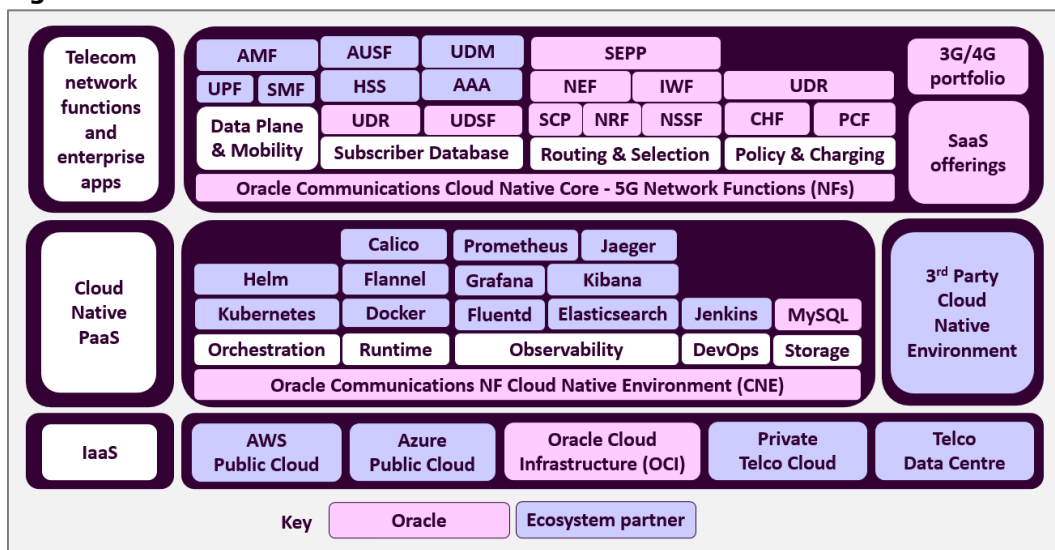 Telecom
network
functions
and
enterprise
apps
AMF
AUSF
UDM
SEPP
3G/4G
portfolio
UPF
SMF
HSS
AAA
NEF
IWF
UDR
Data Plane
& Mobility
UDR
UDSF
SCP
NRF
NSSF
CHF
PCF
SaaS
offerings
Subscriber Database
Routing & Selection
Policy & Charging
Oracle Communications Cloud Native Core - 5G Network Functions (NFs)
Cloud
Native
PaaS
Calico
Prometheus
Jaeger
Helm
Flannel
Grafana
Kibana
Kubernetes
Docker
Fluentd
Elasticsearch
Jenkins
MySQL
Orchestration
Runtime
Observability
DevOps
Storage
Oracle Communications NF Cloud Native Environment (CNE)
3rd Party
Cloud
Native
Environment
IaaS
AWS
Public Cloud
Azure
Public Cloud
Oracle Cloud
Infrastructure (OCI)
Private
Telco Cloud
Telco
Data Centre
Key
Oracle
Ecosystem partner